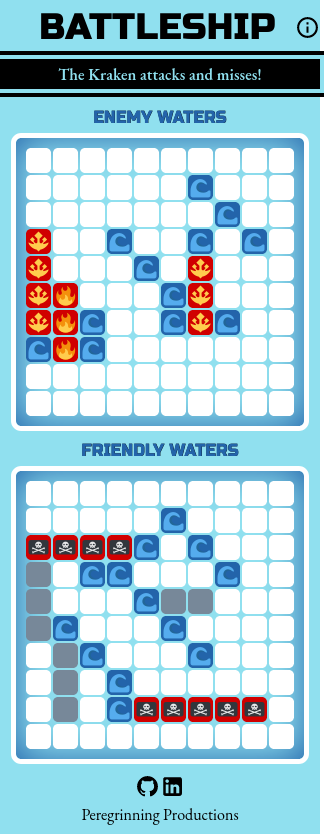 BATTLESHIP
The Kraken attacks and misses!
ENEMY WATERS
FRIENDLY WATERS
Peregrinning Productions